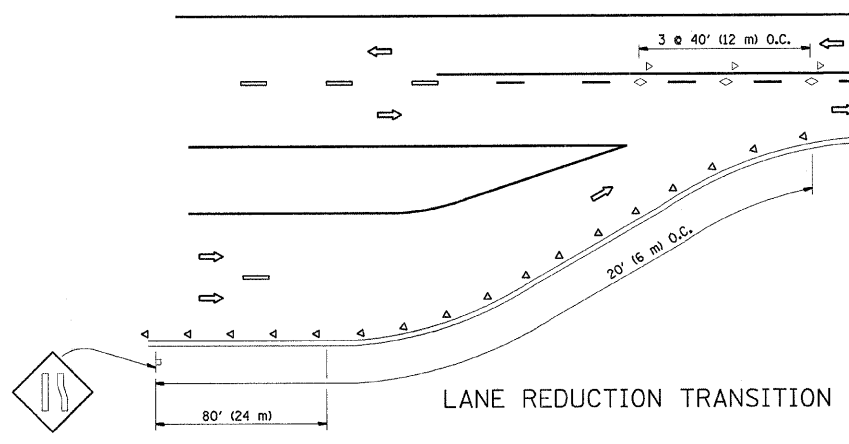 3 @ 40' (12 m) O.C.
20' (6 m) O.C.
80' (24 m)
LANE REDUCTION TRANSITION